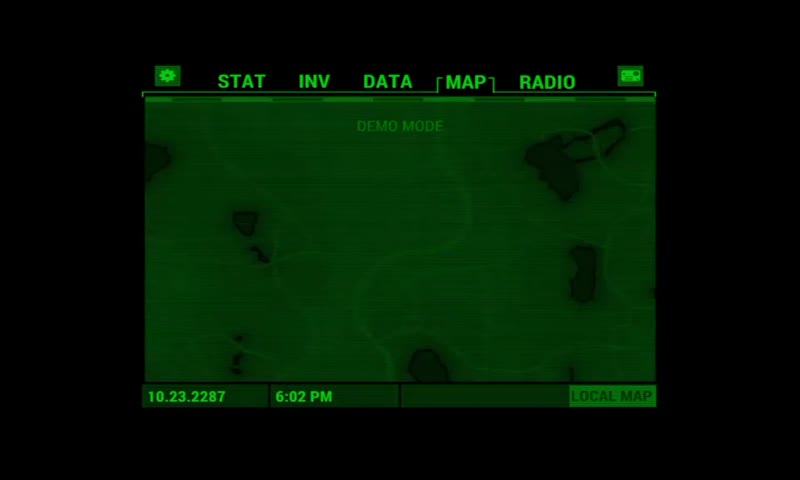 STAT INV DATA MAP RADIO
DEMO MODE
10.23.2287 6:02 PM LOCAL MAP